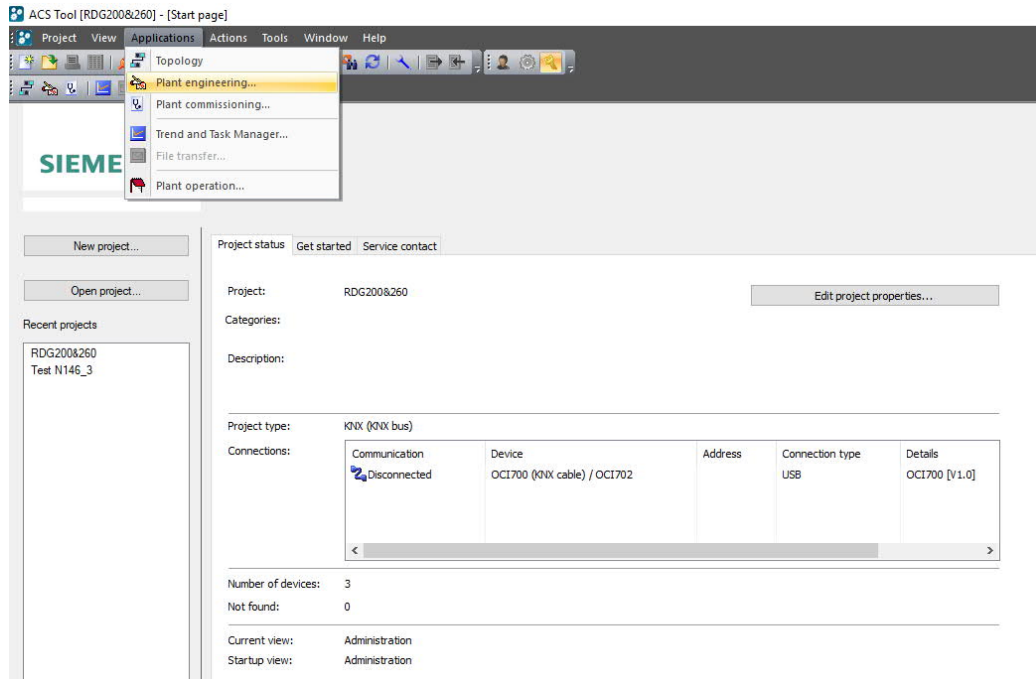 ACS Tool [RDG200&260] - [Start page]
Project View Applications Actions Tools Window Help
Topology
Plant engineering...
Plant commissioning...
Trend and Task Manager...
File transfer...
Plant operation...
SIEME
New project...
Open project...
Recent projects
RDG200&260
Test N146_3
Project status Get started Service contact
Project: RDG200&260 Edit project properties...
Categories:
Description:
Project type: KNX (KNX bus)
Connections:
Communication Device Address Connection type Details
Disconnected OCI700 (KNX cable) / OCI702 USB OCI700 [V1.0]
Number of devices: 3
Not found: 0
Current view: Administration
Startup view: Administration